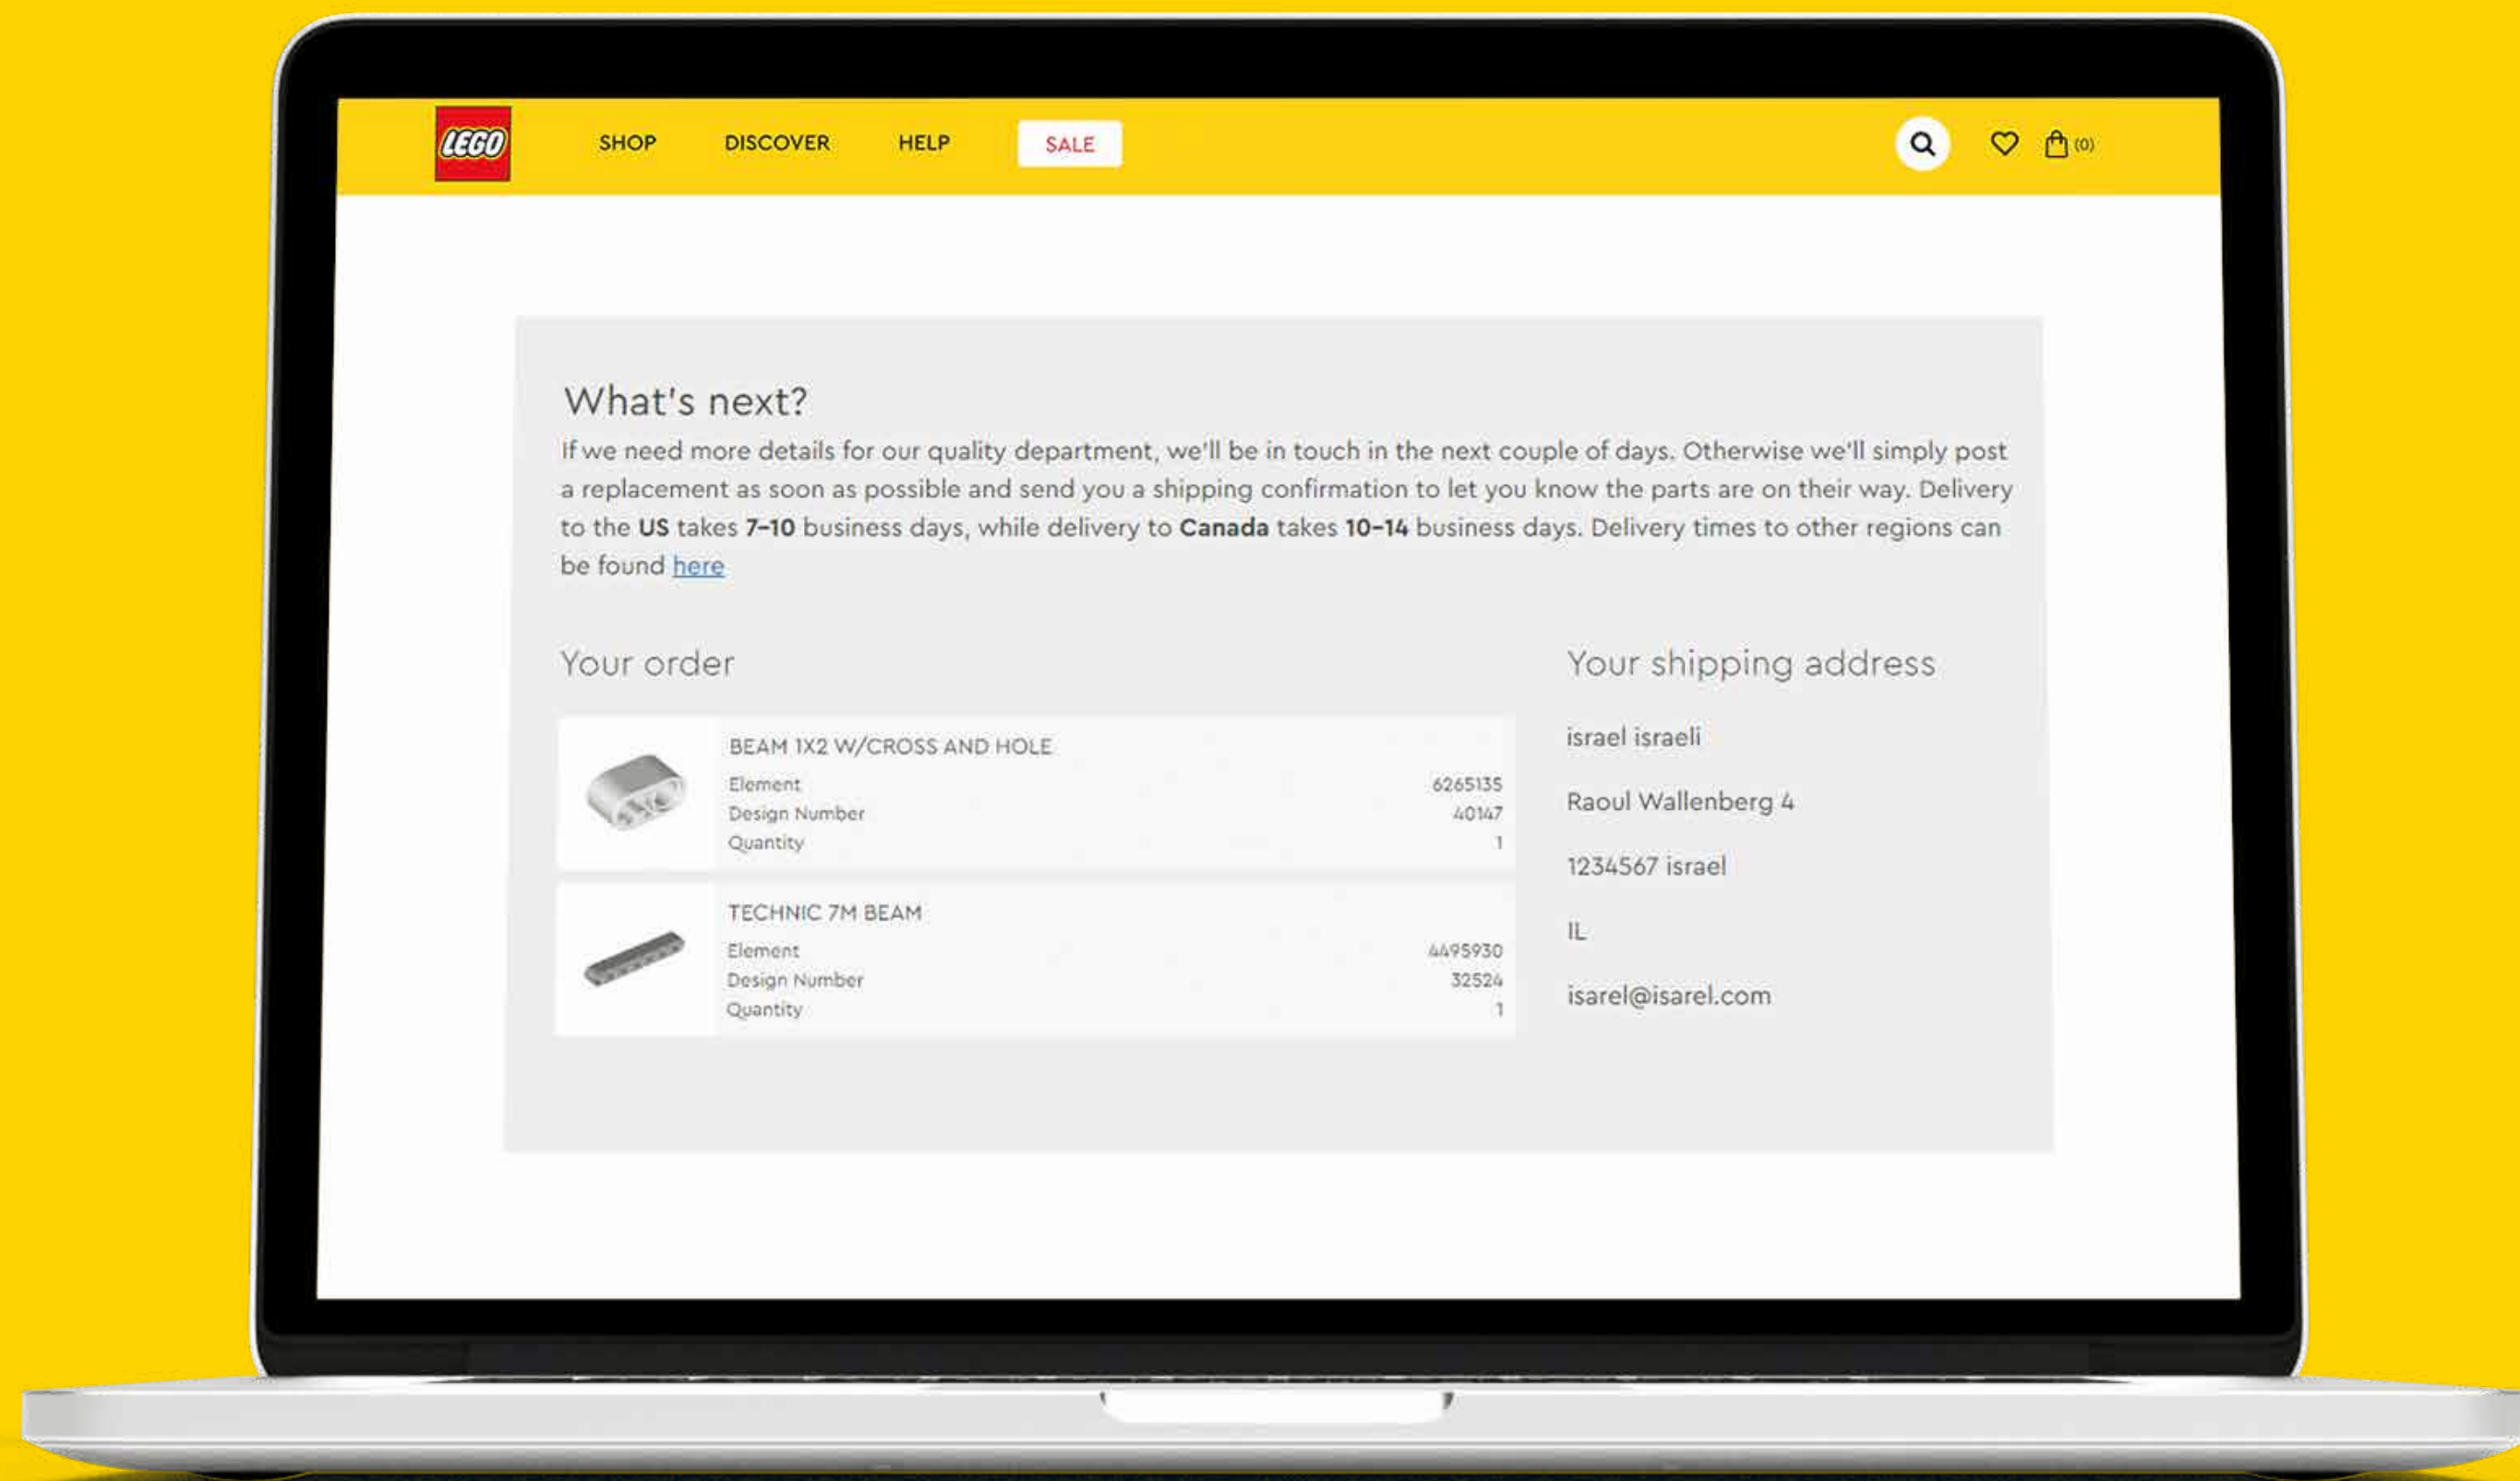 LEGO
SHOP DISCOVER HELP SALE (0)
What's next?
If we need more details for our quality department, we'll be in touch in the next couple of days. Otherwise we'll simply post
a replacement as soon as possible and send you a shipping confirmation to let you know the parts are on their way. Delivery
to the US takes 7-10 business days, while delivery to Canada takes 10-14 business days. Delivery times to other regions can
be found here
Your order
BEAM 1X2 W/CROSS AND HOLE
Element 6265135
Design Number 40147
Quantity 1
TECHNIC 7M BEAM
Element 4495930
Design Number 32524
Quantity 1
Your shipping address
israel israeli
Raoul Wallenberg 4
1234567 israel
IL
isarel@isarel.com